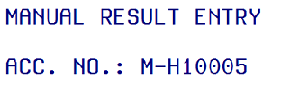 MANUAL RESULT ENTRY
ACC. NO.: M-H10005